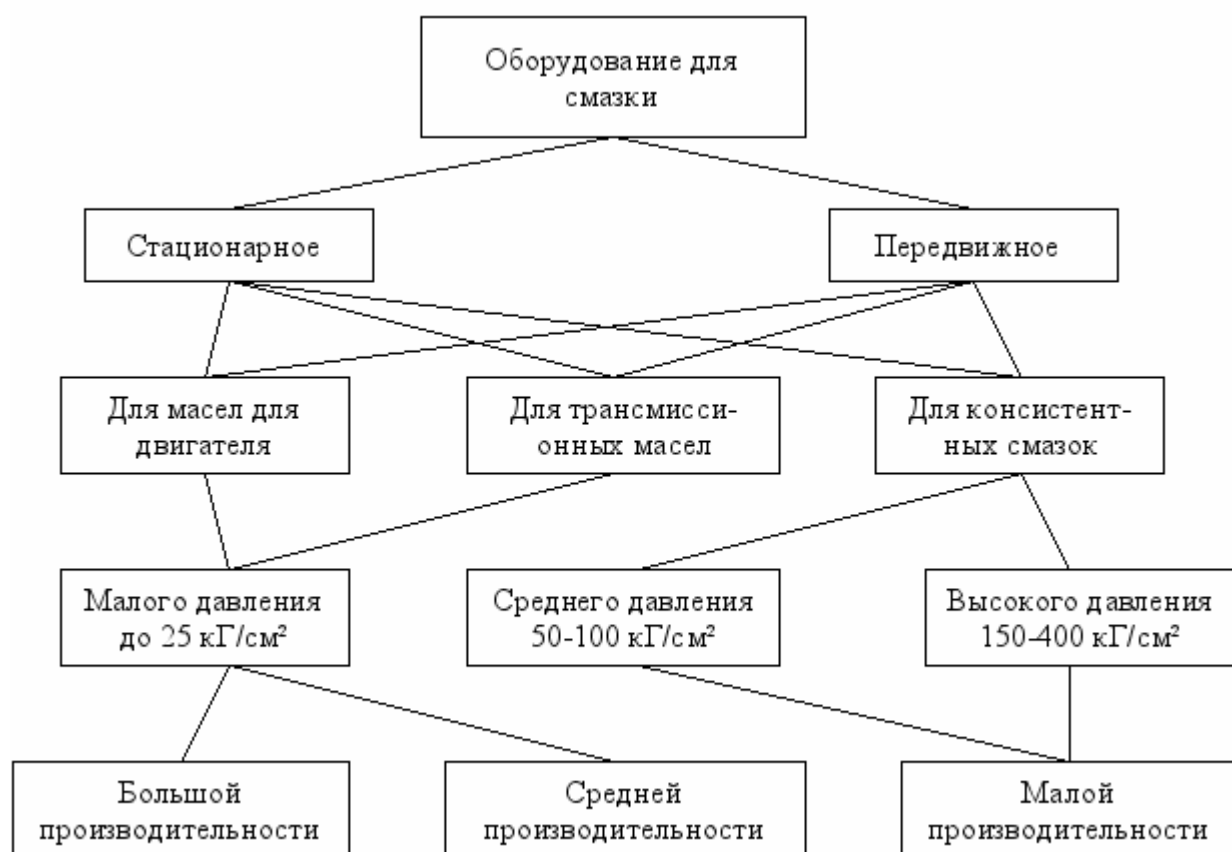 Оборудование для
смазки
Стационарное
Передвижное
Для масел для
двигателя
Для трансмисси-
онных масел
Для консистент-
ных смазок
Малого давления
до 25 кГ/см²
Среднего давления
50-100 кГ/см²
Высокого давления
150-400 кГ/см²
Большой
производительности
Средней
производительности
Малой
производительности